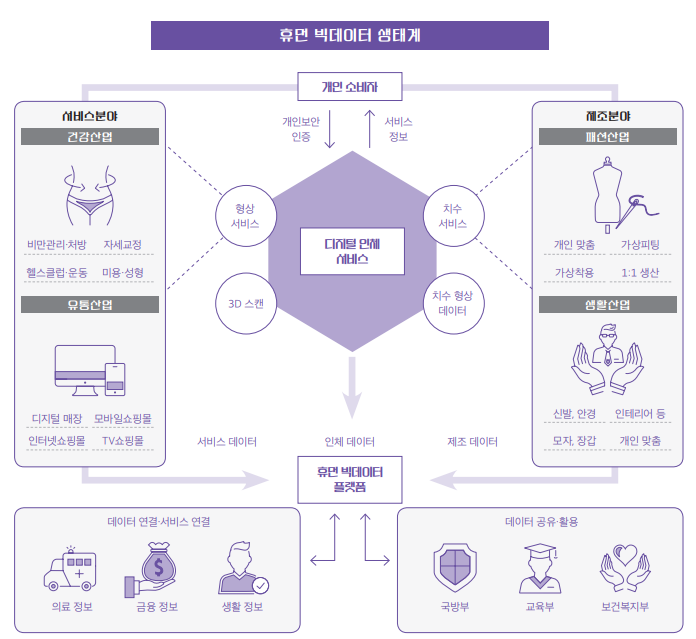 휴먼 빅데이터 생태계
개인 소비자
개인보안
인증
서비스
정보
서비스분야
건강산업
비만관리·처방 자세교정
헬스클럽·운동 미용·성형
유통산업
디지털 매장 모바일쇼핑몰
인터넷쇼핑몰 TV쇼핑몰
형상
서비스
3D 스캔
디지털 인체
서비스
치수
서비스
치수 형상
데이터
제조분야
패션산업
개인 맞춤 가상피팅
가상착용 1:1 생산
생활산업
신발, 안경 인테리어 등
모자, 장갑 개인 맞춤
서비스 데이터
인체 데이터
제조 데이터
휴먼 빅데이터
플랫폼
데이터 연결·서비스 연결
$
의료 정보
금융 정보
생활 정보
데이터 공유·활용
국방부
교육부
보건복지부